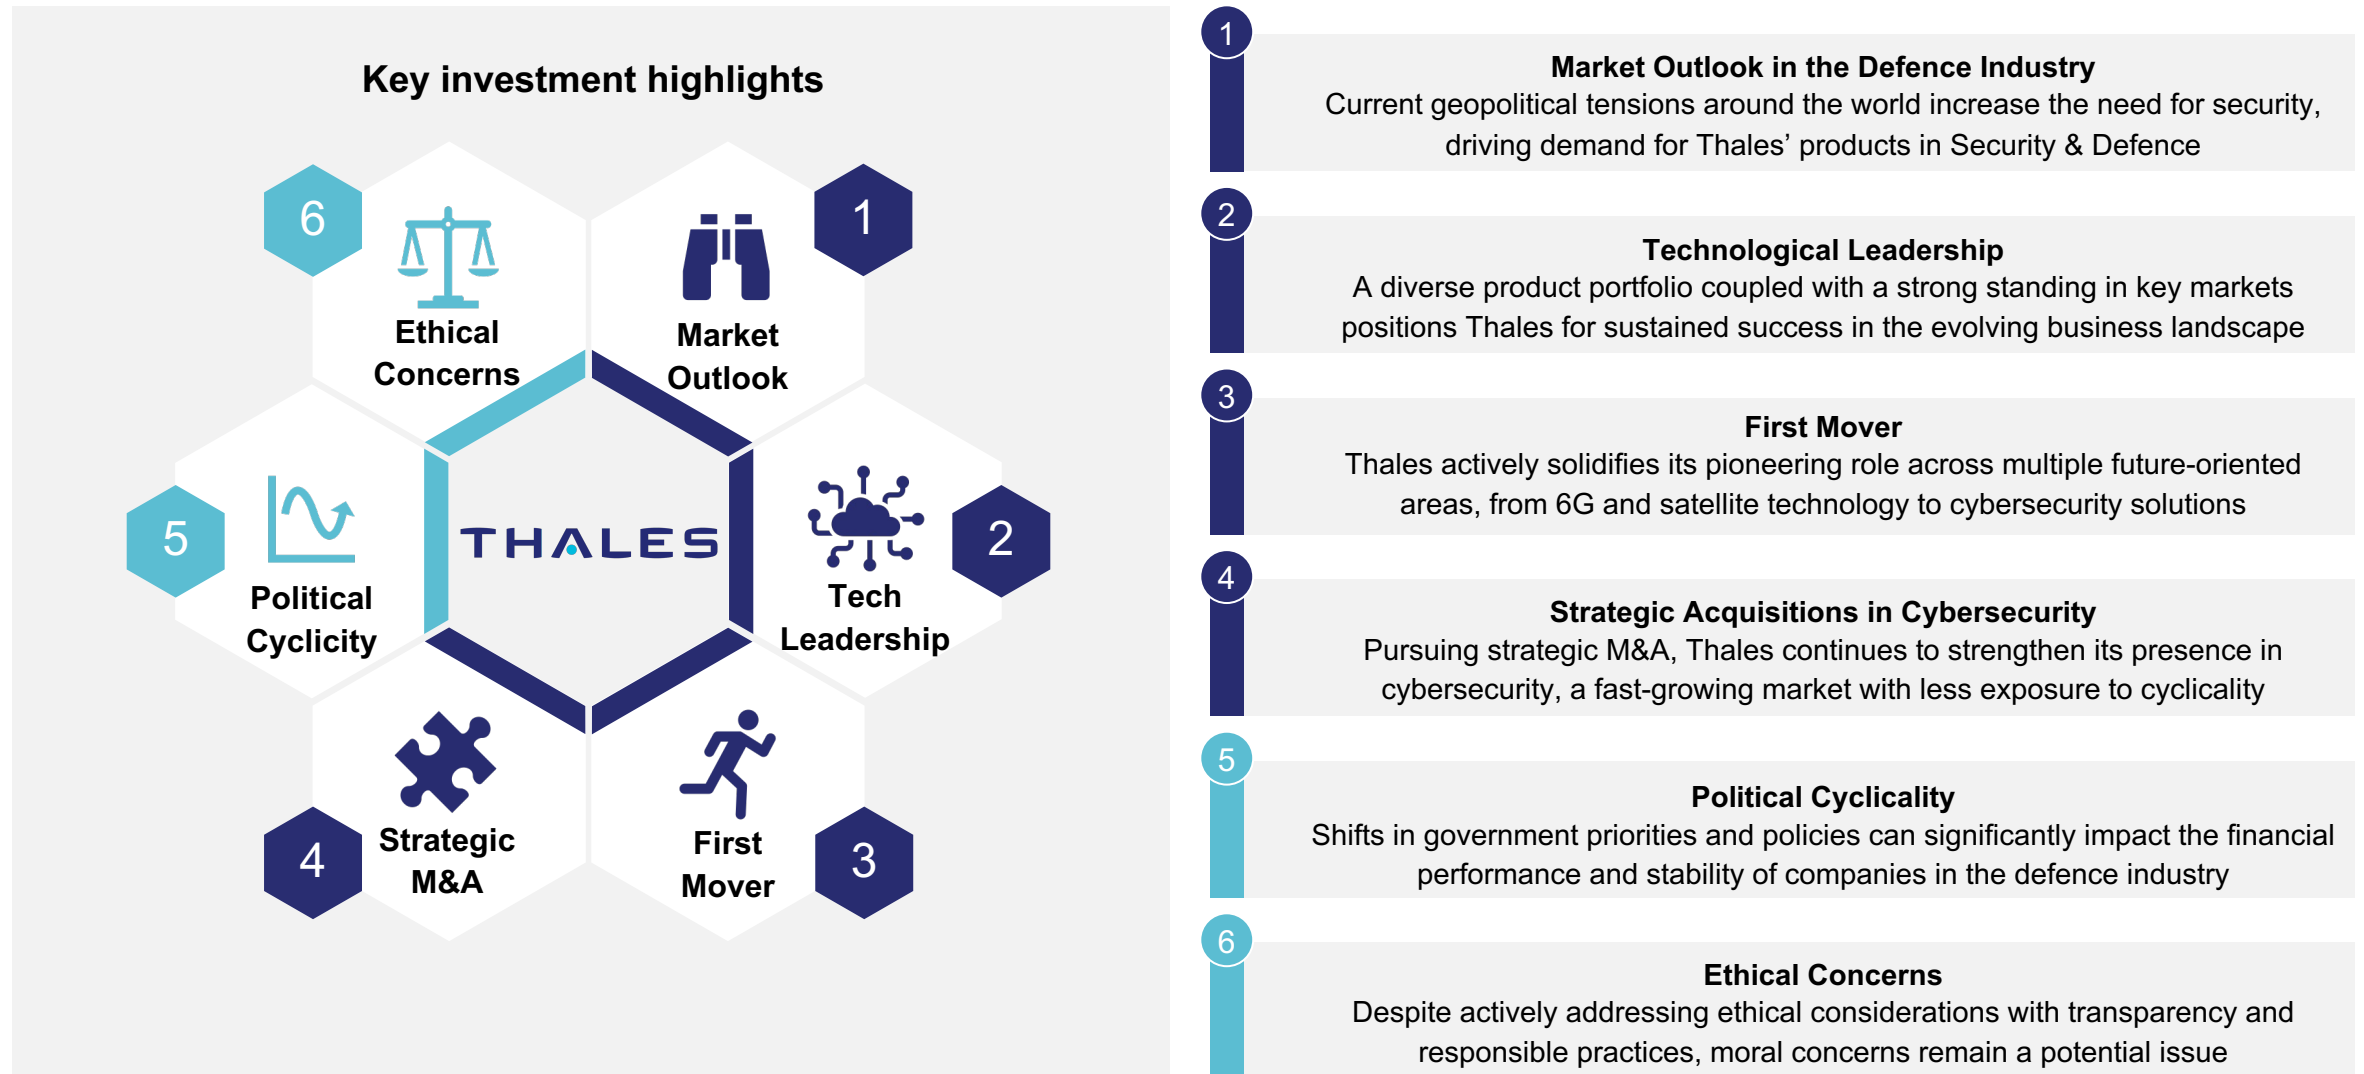 Key investment highlights
6
Ethical
Concerns
1
Market
Outlook
5
Political
Cyclicity
THALES
2
Tech
Leadership
4
Strategic
M&A
3
First
Mover
1
Market Outlook in the Defence Industry
Current geopolitical tensions around the world increase the need for security,
driving demand for Thales’ products in Security & Defence
2
Technological Leadership
A diverse product portfolio coupled with a strong standing in key markets
positions Thales for sustained success in the evolving business landscape
3
First Mover
Thales actively solidifies its pioneering role across multiple future-oriented
areas, from 6G and satellite technology to cybersecurity solutions
4
Strategic Acquisitions in Cybersecurity
Pursuing strategic M&A, Thales continues to strengthen its presence in
cybersecurity, a fast-growing market with less exposure to cyclicality
5
Political Cyclicality
Shifts in government priorities and policies can significantly impact the financial
performance and stability of companies in the defence industry
6
Ethical Concerns
Despite actively addressing ethical considerations with transparency and
responsible practices, moral concerns remain a potential issue